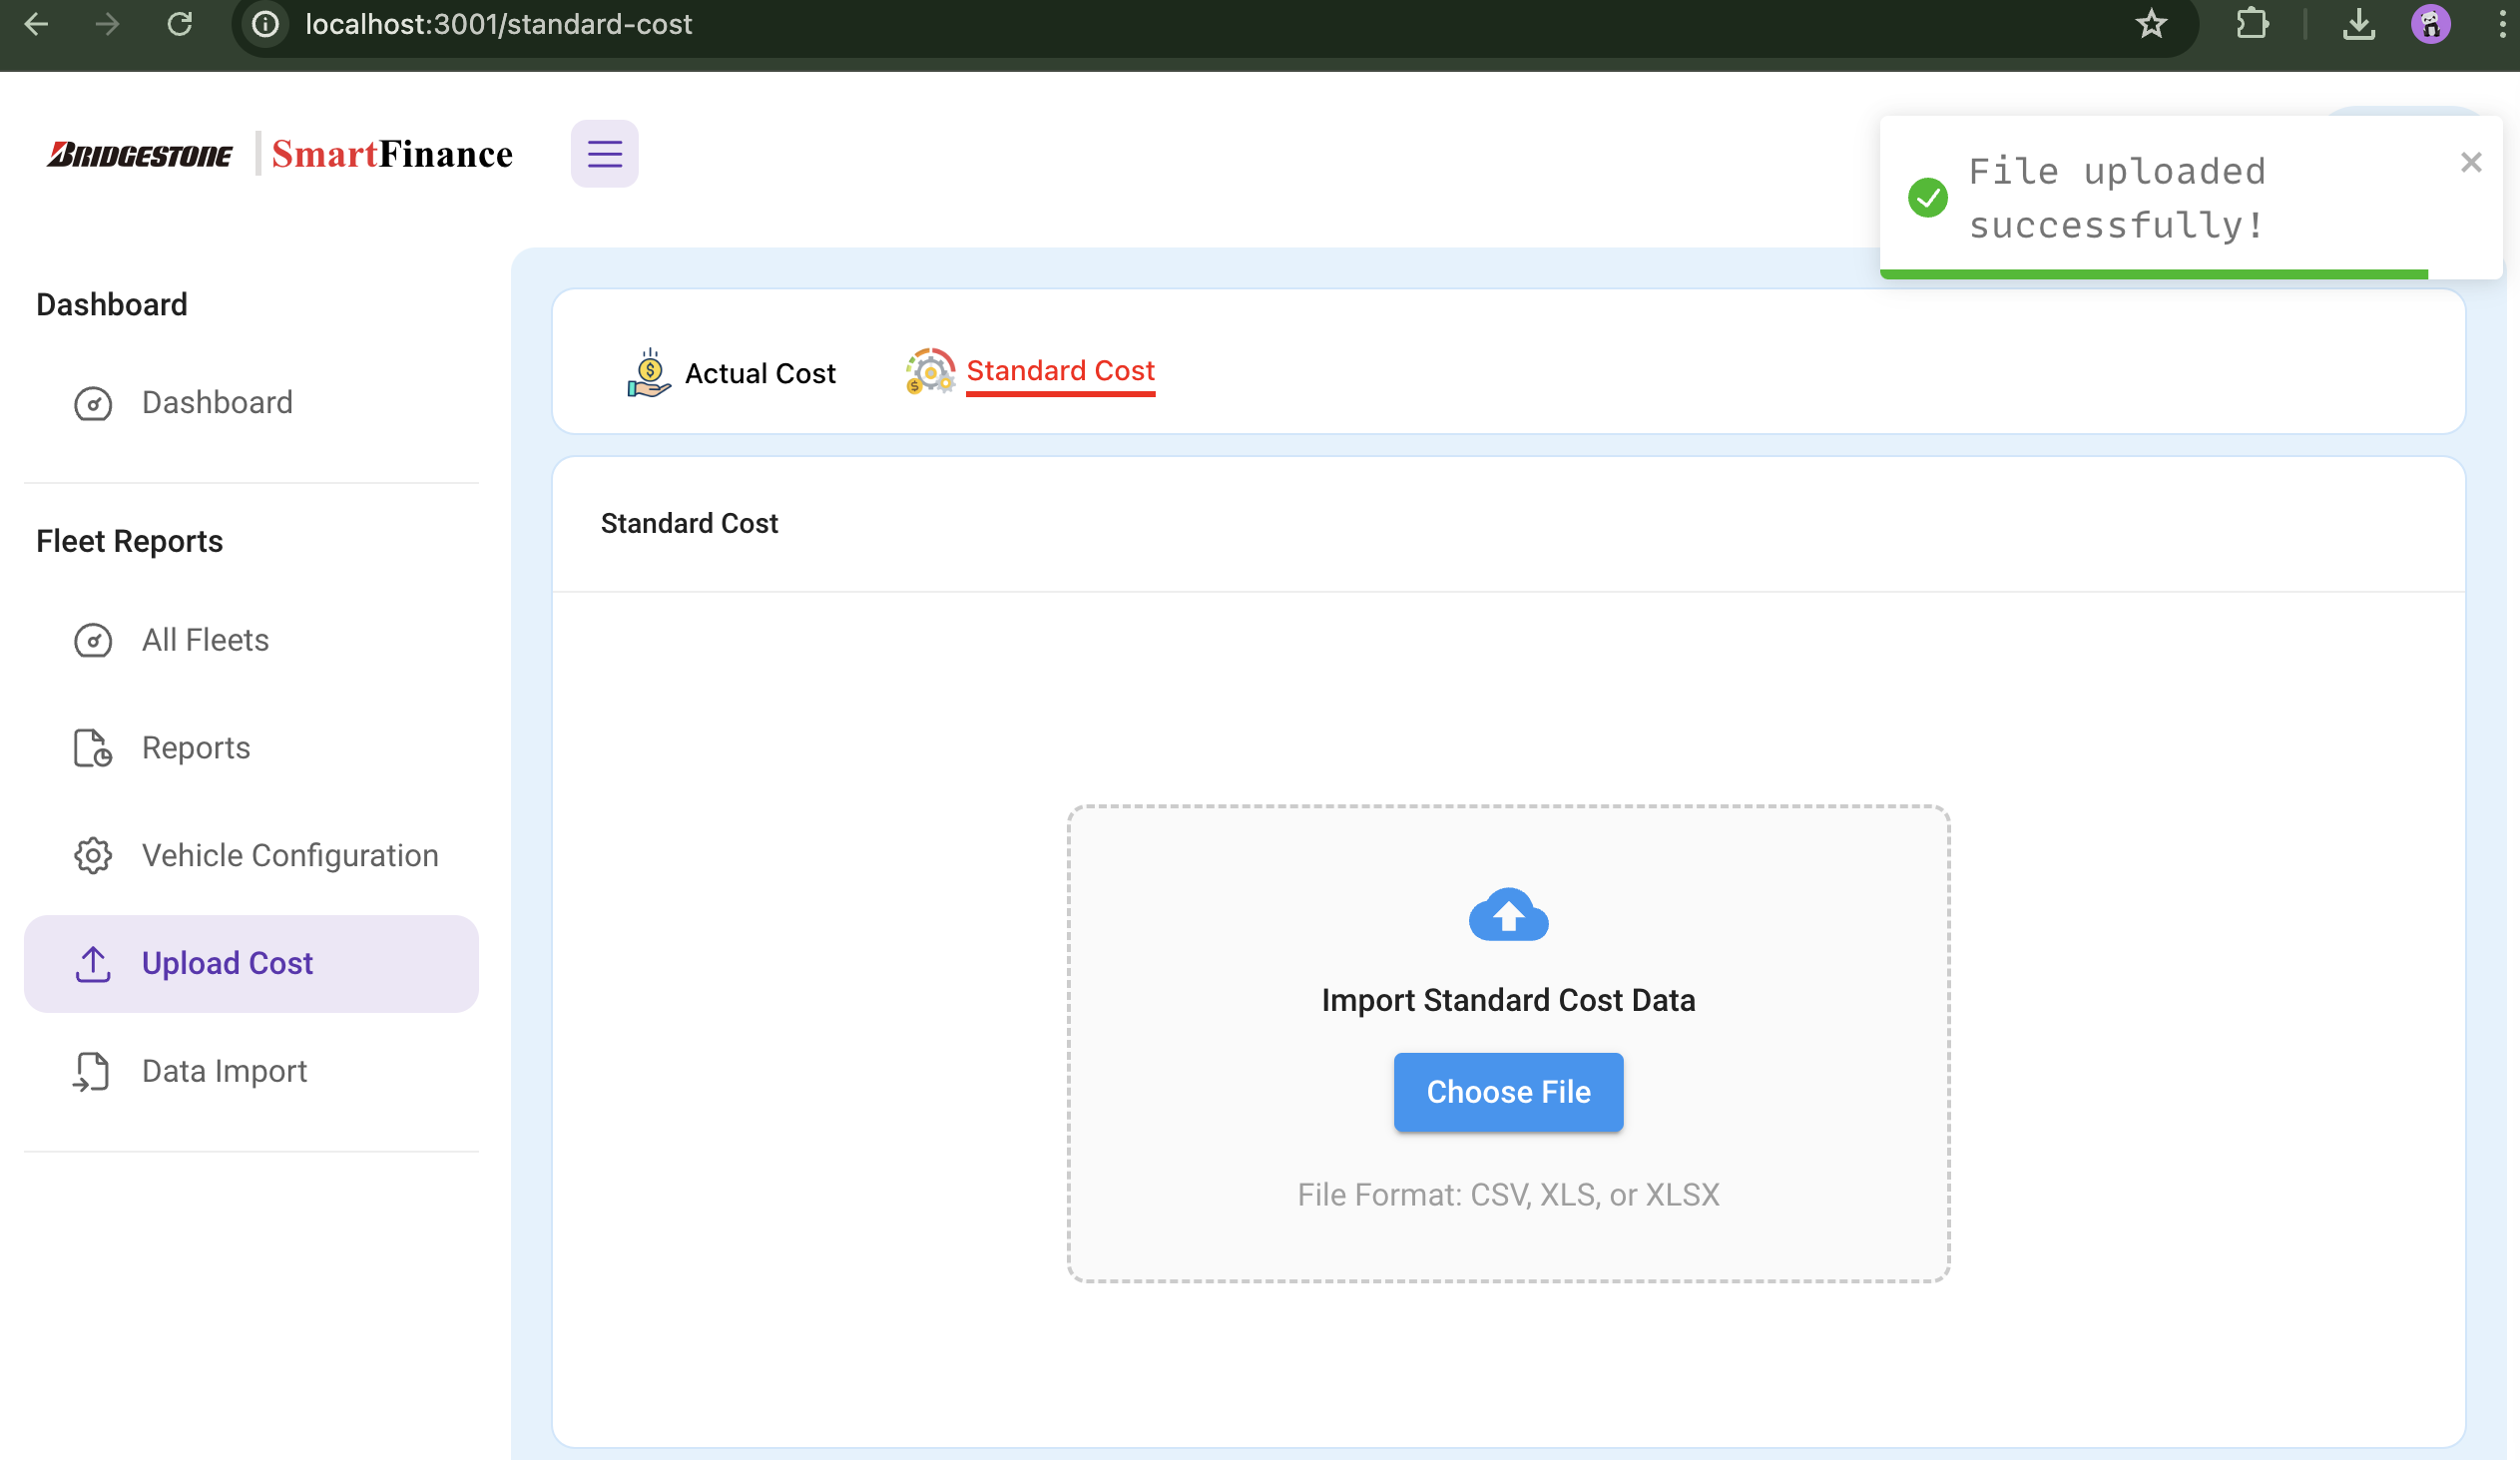 localhost:3001/standard-cost
BRIDGESTONE SmartFinance
File uploaded
successfully!
Dashboard
Dashboard
Fleet Reports
All Fleets
Reports
Vehicle Configuration
Upload Cost
Data Import
Actual Cost
Standard Cost
Standard Cost
Import Standard Cost Data
Choose File
File Format: CSV, XLS, or XLSX